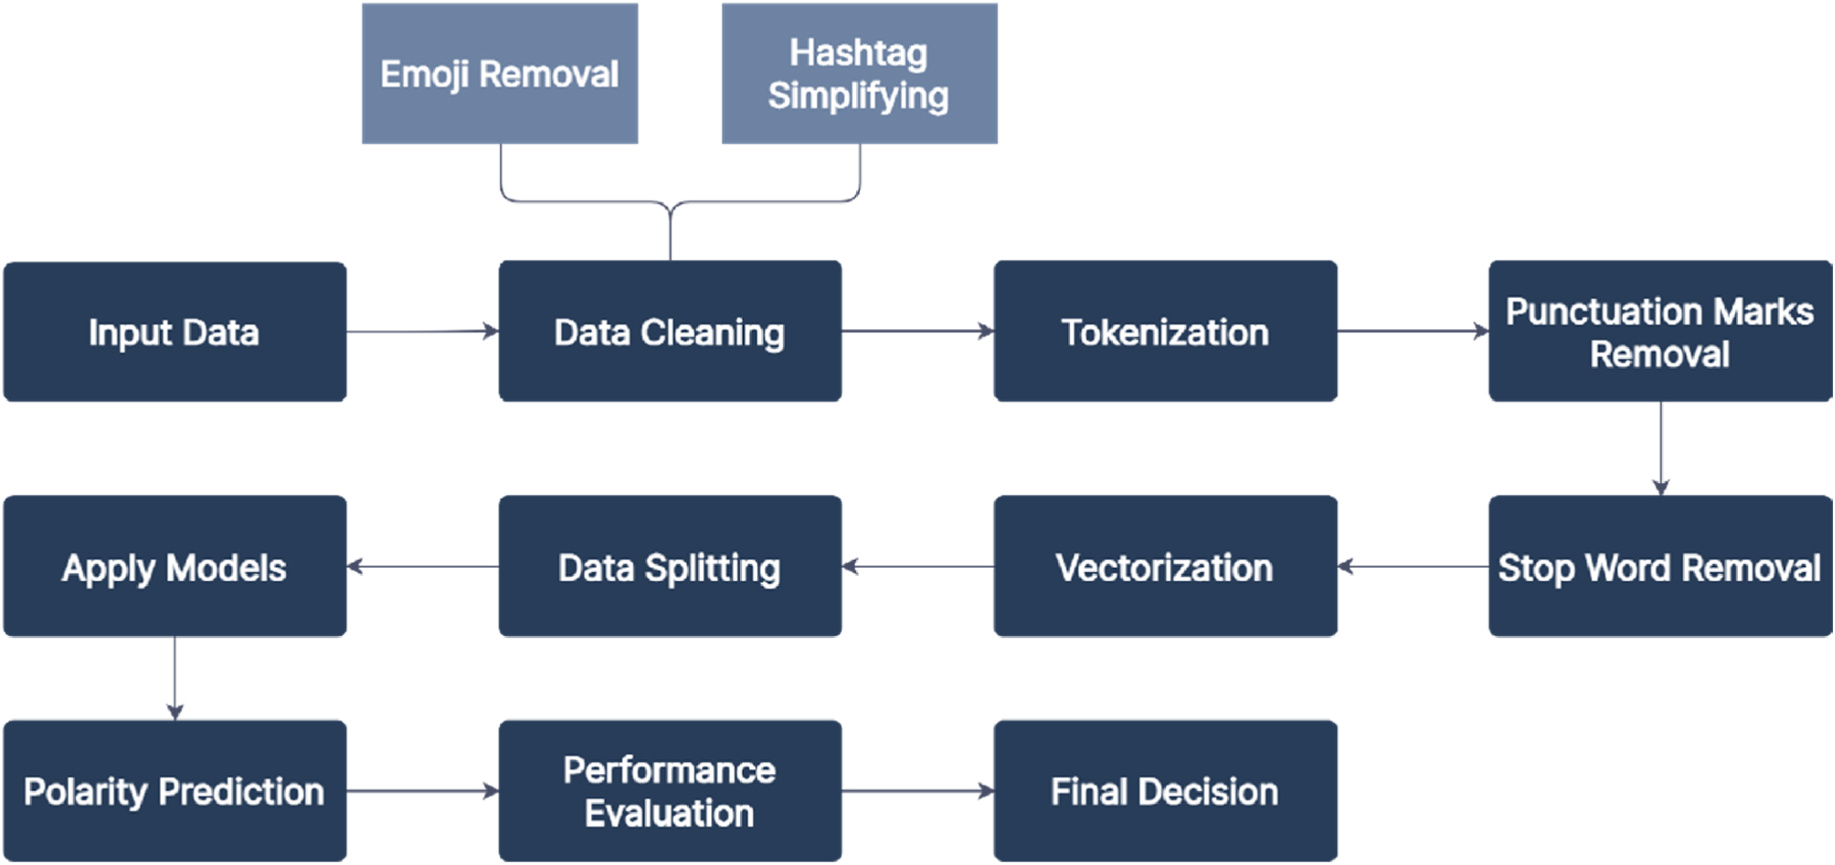 Emoji Removal
Hashtag
Simplifying
Input Data
Data Cleaning
Tokenization
Punctuation Marks
Removal
Apply Models
Data Splitting
Vectorization
Stop Word Removal
Polarity Prediction
Performance
Evaluation
Final Decision